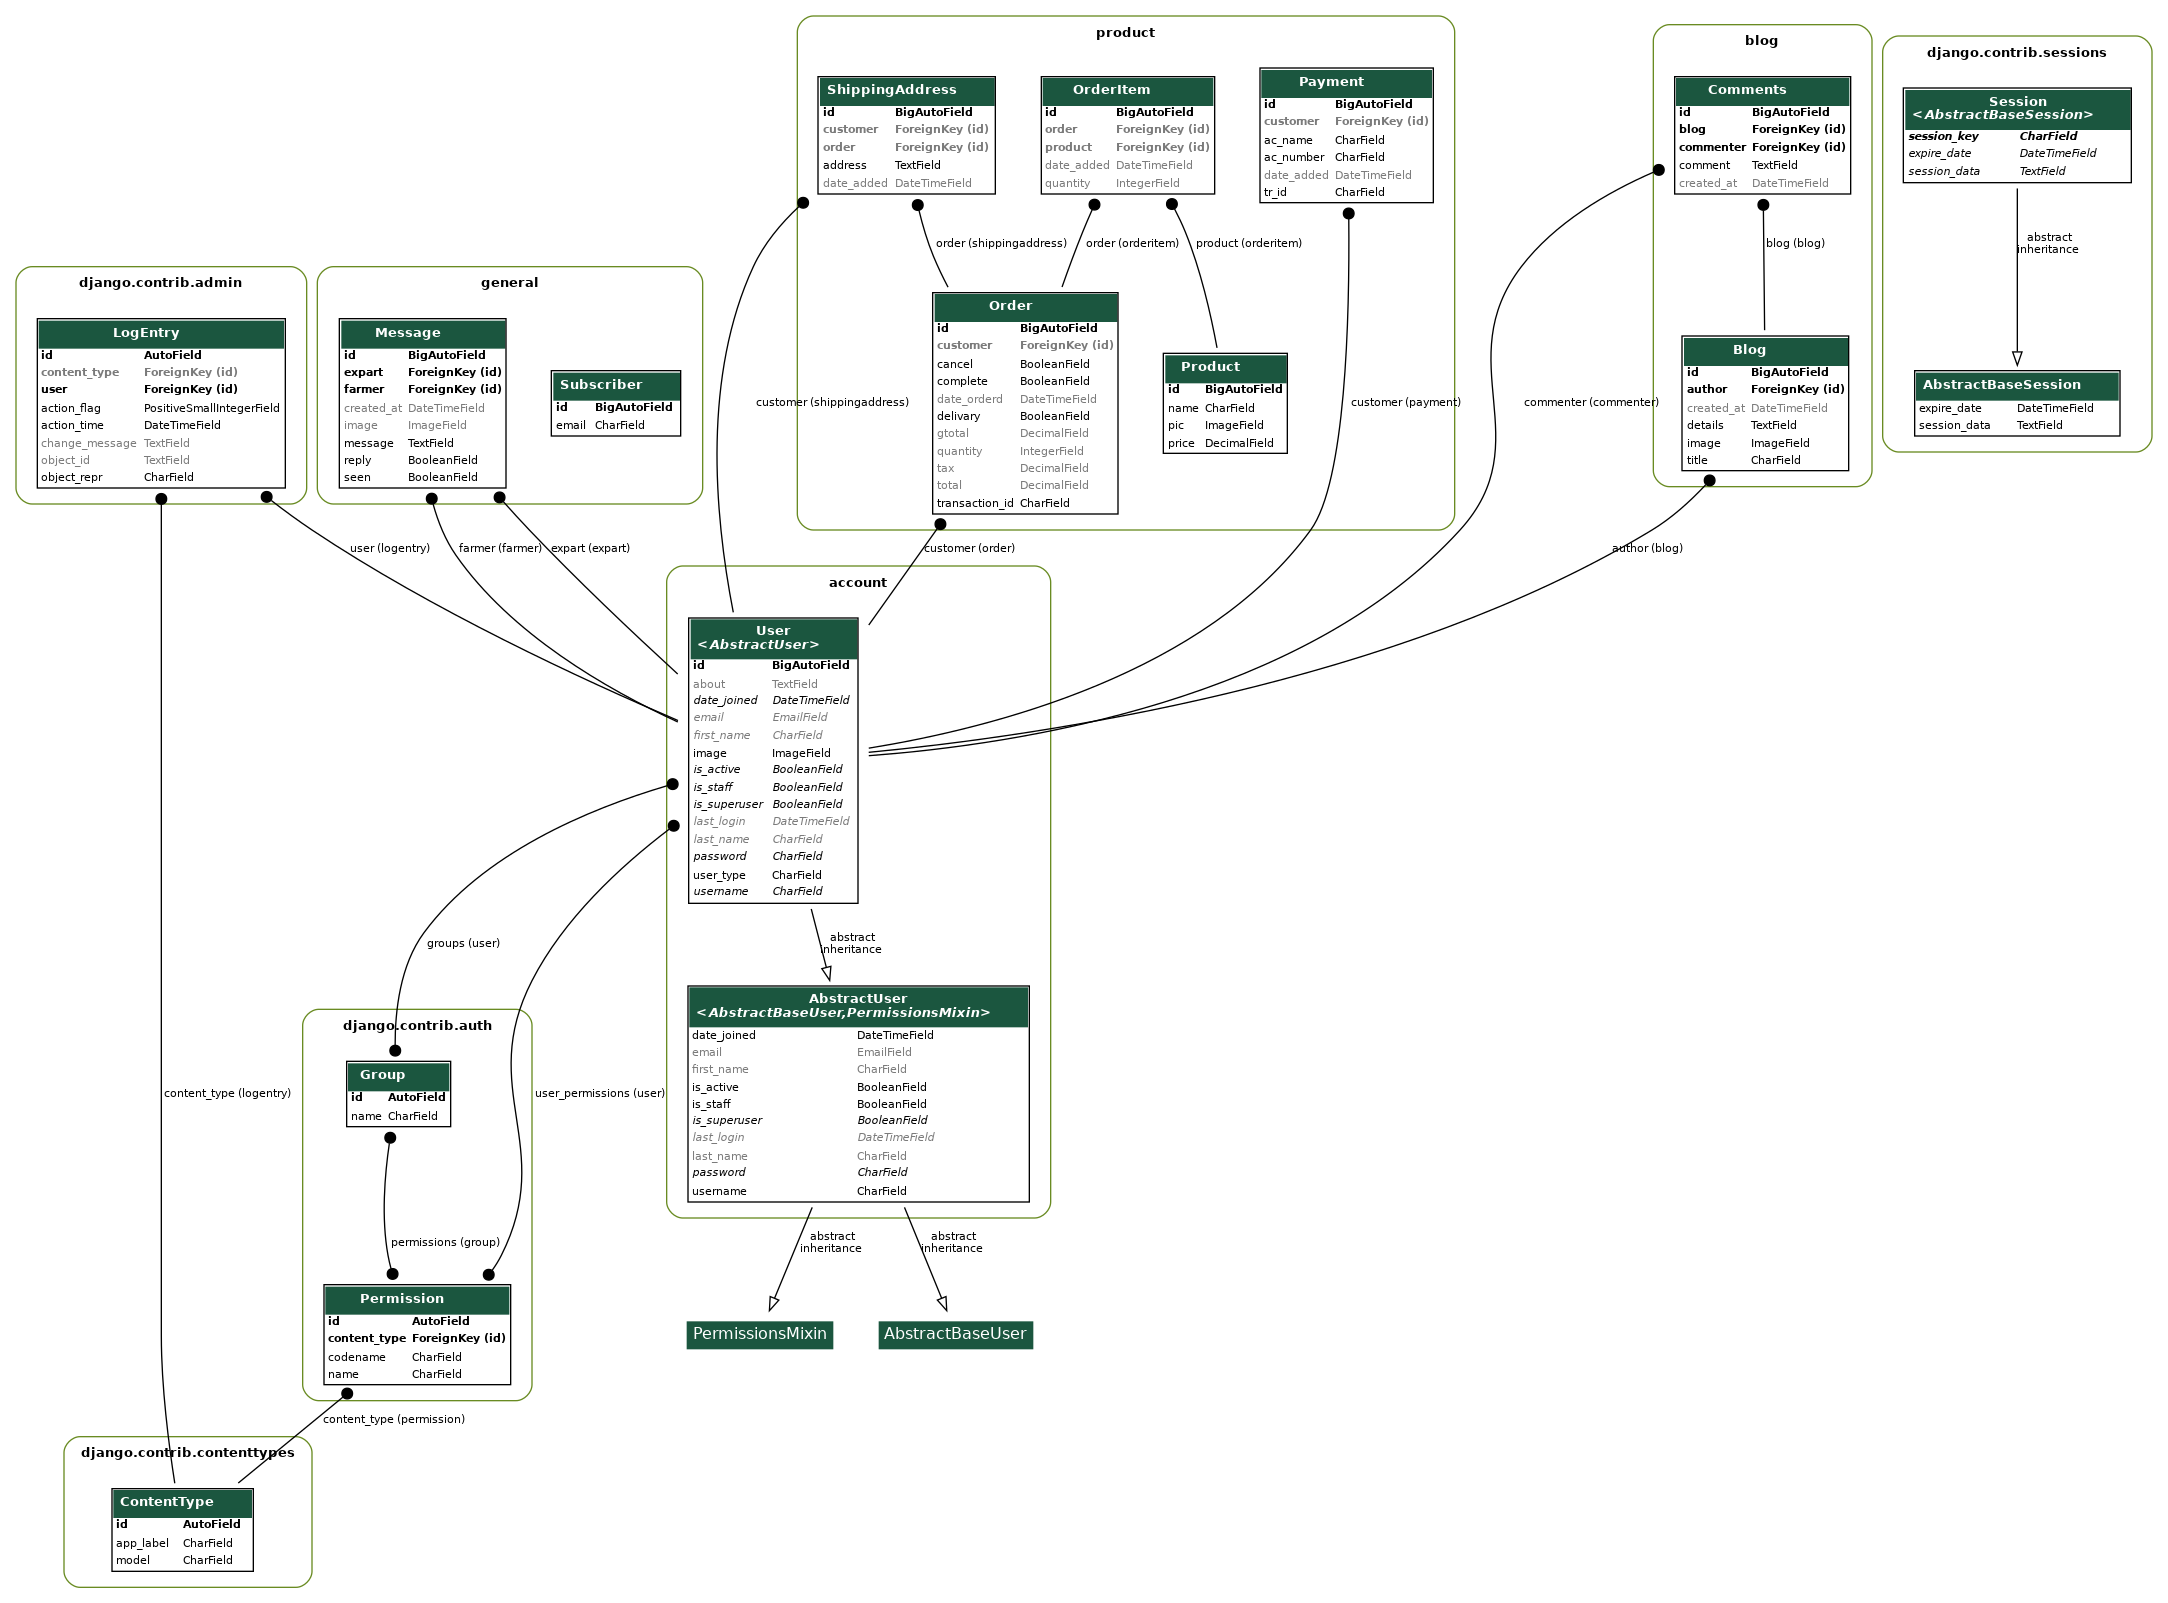 product
ShippingAddress
id BigAutoField
customer ForeignKey (id)
order ForeignKey (id)
address TextField
date_added DateTimeField
OrderItem
id BigAutoField
order ForeignKey (id)
product ForeignKey (id)
date_added DateTimeField
quantity IntegerField
Payment
id BigAutoField
customer ForeignKey (id)
ac_name CharField
ac_number CharField
date_added DateTimeField
tr_id CharField
order (shippingaddress)
order (orderitem)
product (orderitem)
Order
id BigAutoField
customer ForeignKey (id)
cancel BooleanField
complete BooleanField
date_orderd DateTimeField
delivary BooleanField
gtotal DecimalField
quantity IntegerField
tax DecimalField
total DecimalField
transaction_id CharField
Product
id BigAutoField
name CharField
pic ImageField
price DecimalField
customer (shippingaddress)
customer (payment)
customer (order)
blog
Comments
id BigAutoField
blog ForeignKey (id)
commenter ForeignKey (id)
comment TextField
created_at DateTimeField
blog (blog)
Blog
id BigAutoField
author ForeignKey (id)
created_at DateTimeField
details TextField
image ImageField
title CharField
commenter (commenter)
author (blog)
django.contrib.sessions
Session
<AbstractBaseSession>
session_key CharField
expire_date DateTimeField
session_data TextField
abstract
inheritance
AbstractBaseSession
expire_date DateTimeField
session_data TextField
django.contrib.admin
LogEntry
id AutoField
content_type ForeignKey (id)
user ForeignKey (id)
action_flag PositiveSmallIntegerField
action_time DateTimeField
change_message TextField
object_id TextField
object_repr CharField
general
Message
id BigAutoField
expart ForeignKey (id)
farmer ForeignKey (id)
created_at DateTimeField
image ImageField
message TextField
reply BooleanField
seen BooleanField
Subscriber
id BigAutoField
email CharField
user (logentry)
farmer (farmer)
expart (expart)
account
User
<AbstractUser>
id BigAutoField
about TextField
date_joined DateTimeField
email EmailField
first_name CharField
image ImageField
is_active BooleanField
is_staff BooleanField
is_superuser BooleanField
last_login DateTimeField
last_name CharField
password CharField
user_type CharField
username CharField
abstract
inheritance
AbstractUser
<AbstractBaseUser,PermissionsMixin>
date_joined DateTimeField
email EmailField
first_name CharField
is_active BooleanField
is_staff BooleanField
is_superuser BooleanField
last_login DateTimeField
last_name CharField
password CharField
username CharField
abstract
inheritance
abstract
inheritance
PermissionsMixin
AbstractBaseUser
groups (user)
django.contrib.auth
Group
id AutoField
name CharField
content_type (logentry)
user_permissions (user)
permissions (group)
Permission
id AutoField
content_type ForeignKey (id)
codename CharField
name CharField
content_type (permission)
django.contrib.contenttypes
ContentType
id AutoField
app_label CharField
model CharField